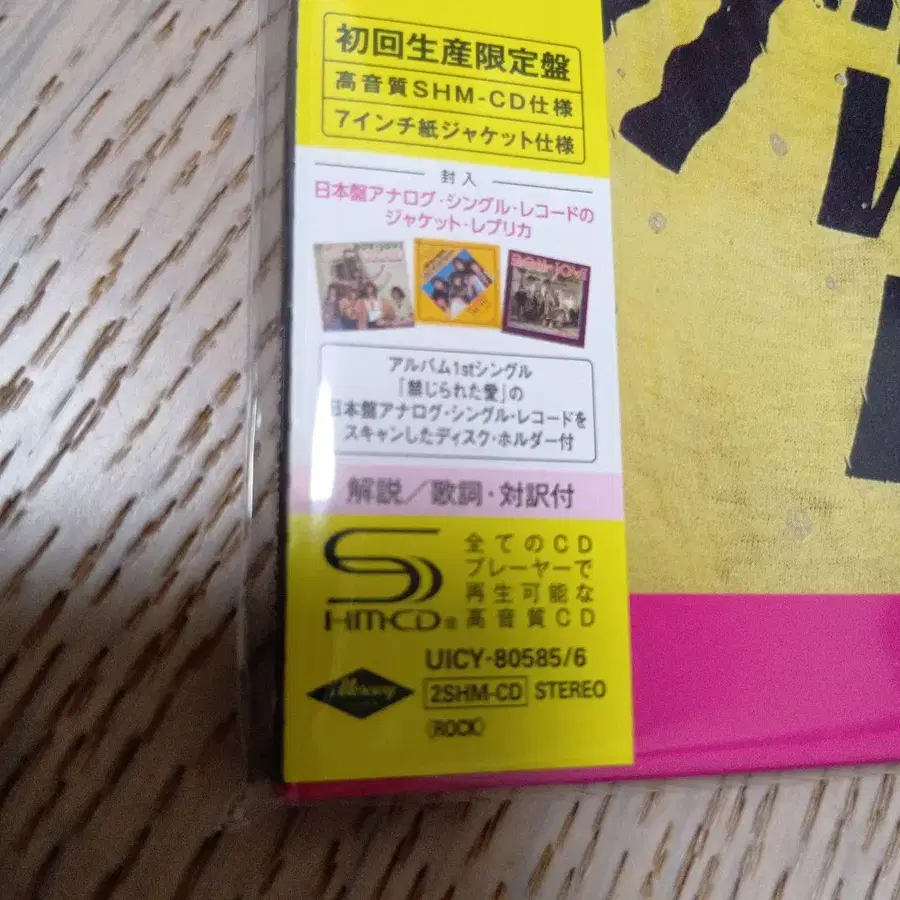 初回生産限定盤
高音質SHM-CD仕様
7インチ紙ジャケット仕様
封入
日本盤アナログ・シングル・レコードの
ジャケット・レプリカ
BON JOVI
アルバム1stシングル
「禁じられた愛」の
日本盤アナログ・シングル・レコードを
スキャンしたディスク・ホルダー付
解説/歌詞・対訳付
全てのCD
プレーヤーで
再生可能な
高音質CD
SHM-CD
UICY-80585/6
Mercury
2SHM-CD STEREO
(ROCK)